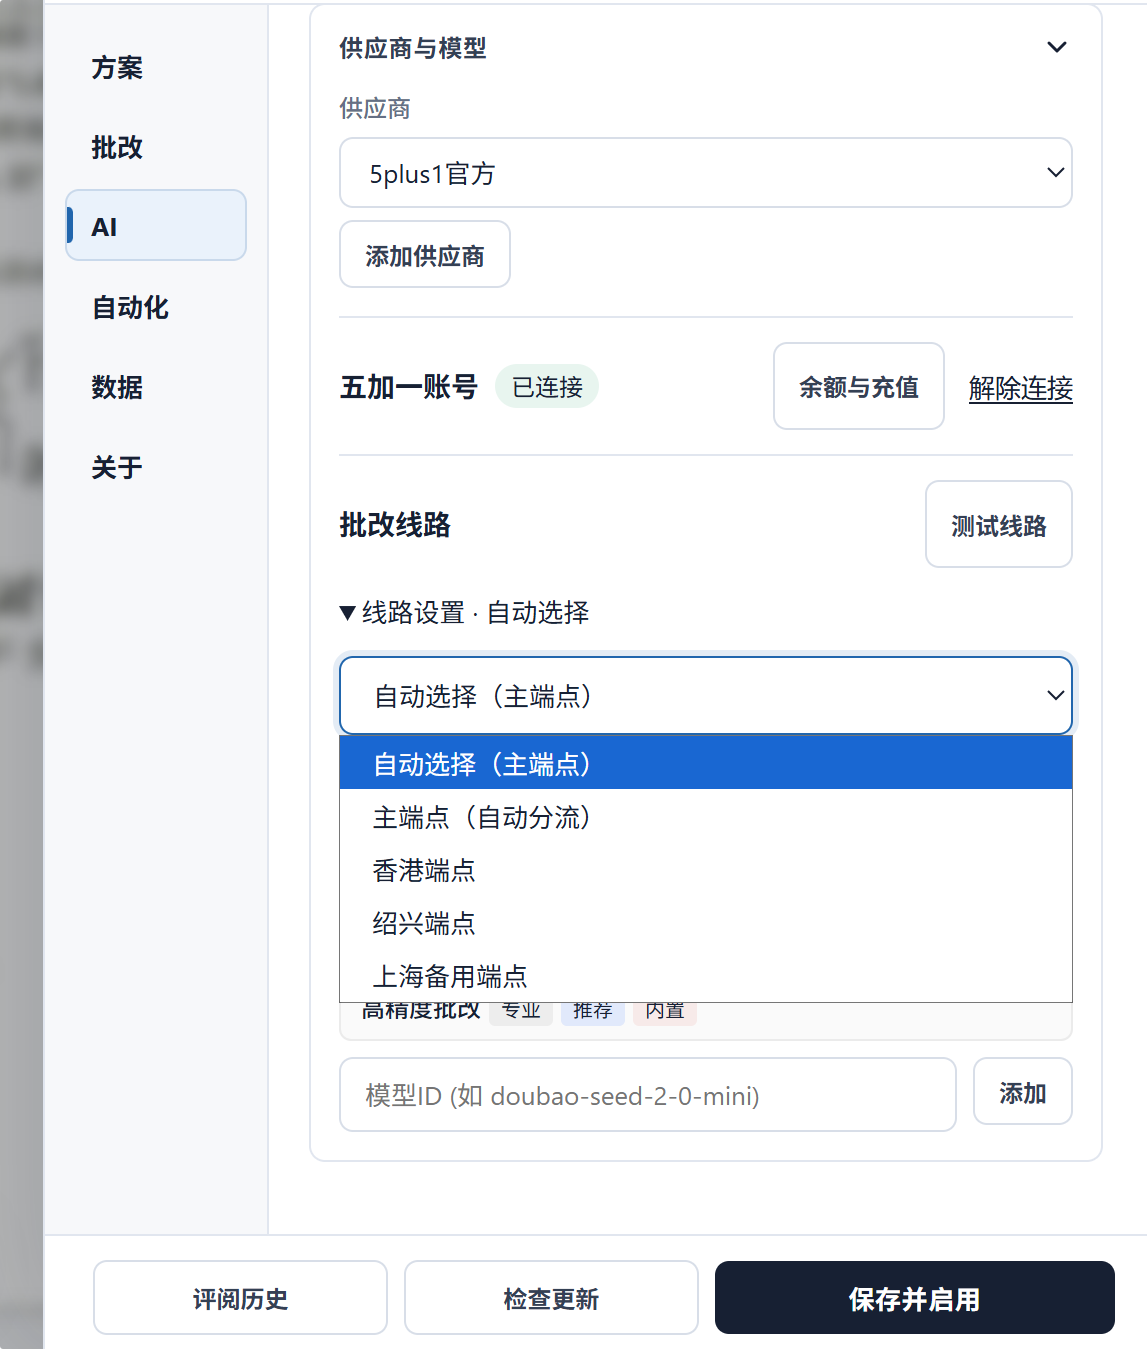 方案
批改
AI
自动化
数据
关于
供应商与模型
供应商
5plus1官方
添加供应商
五加一账号 已连接 余额与充值 解除连接
批改线路 测试线路
▼线路设置 · 自动选择
自动选择（主端点）
自动选择（主端点）
主端点（自动分流）
香港端点
绍兴端点
上海备用端点
高精度批改 专业 推荐 内置
模型ID (如 doubao-seed-2-0-mini) 添加
评阅历史 检查更新 保存并启用